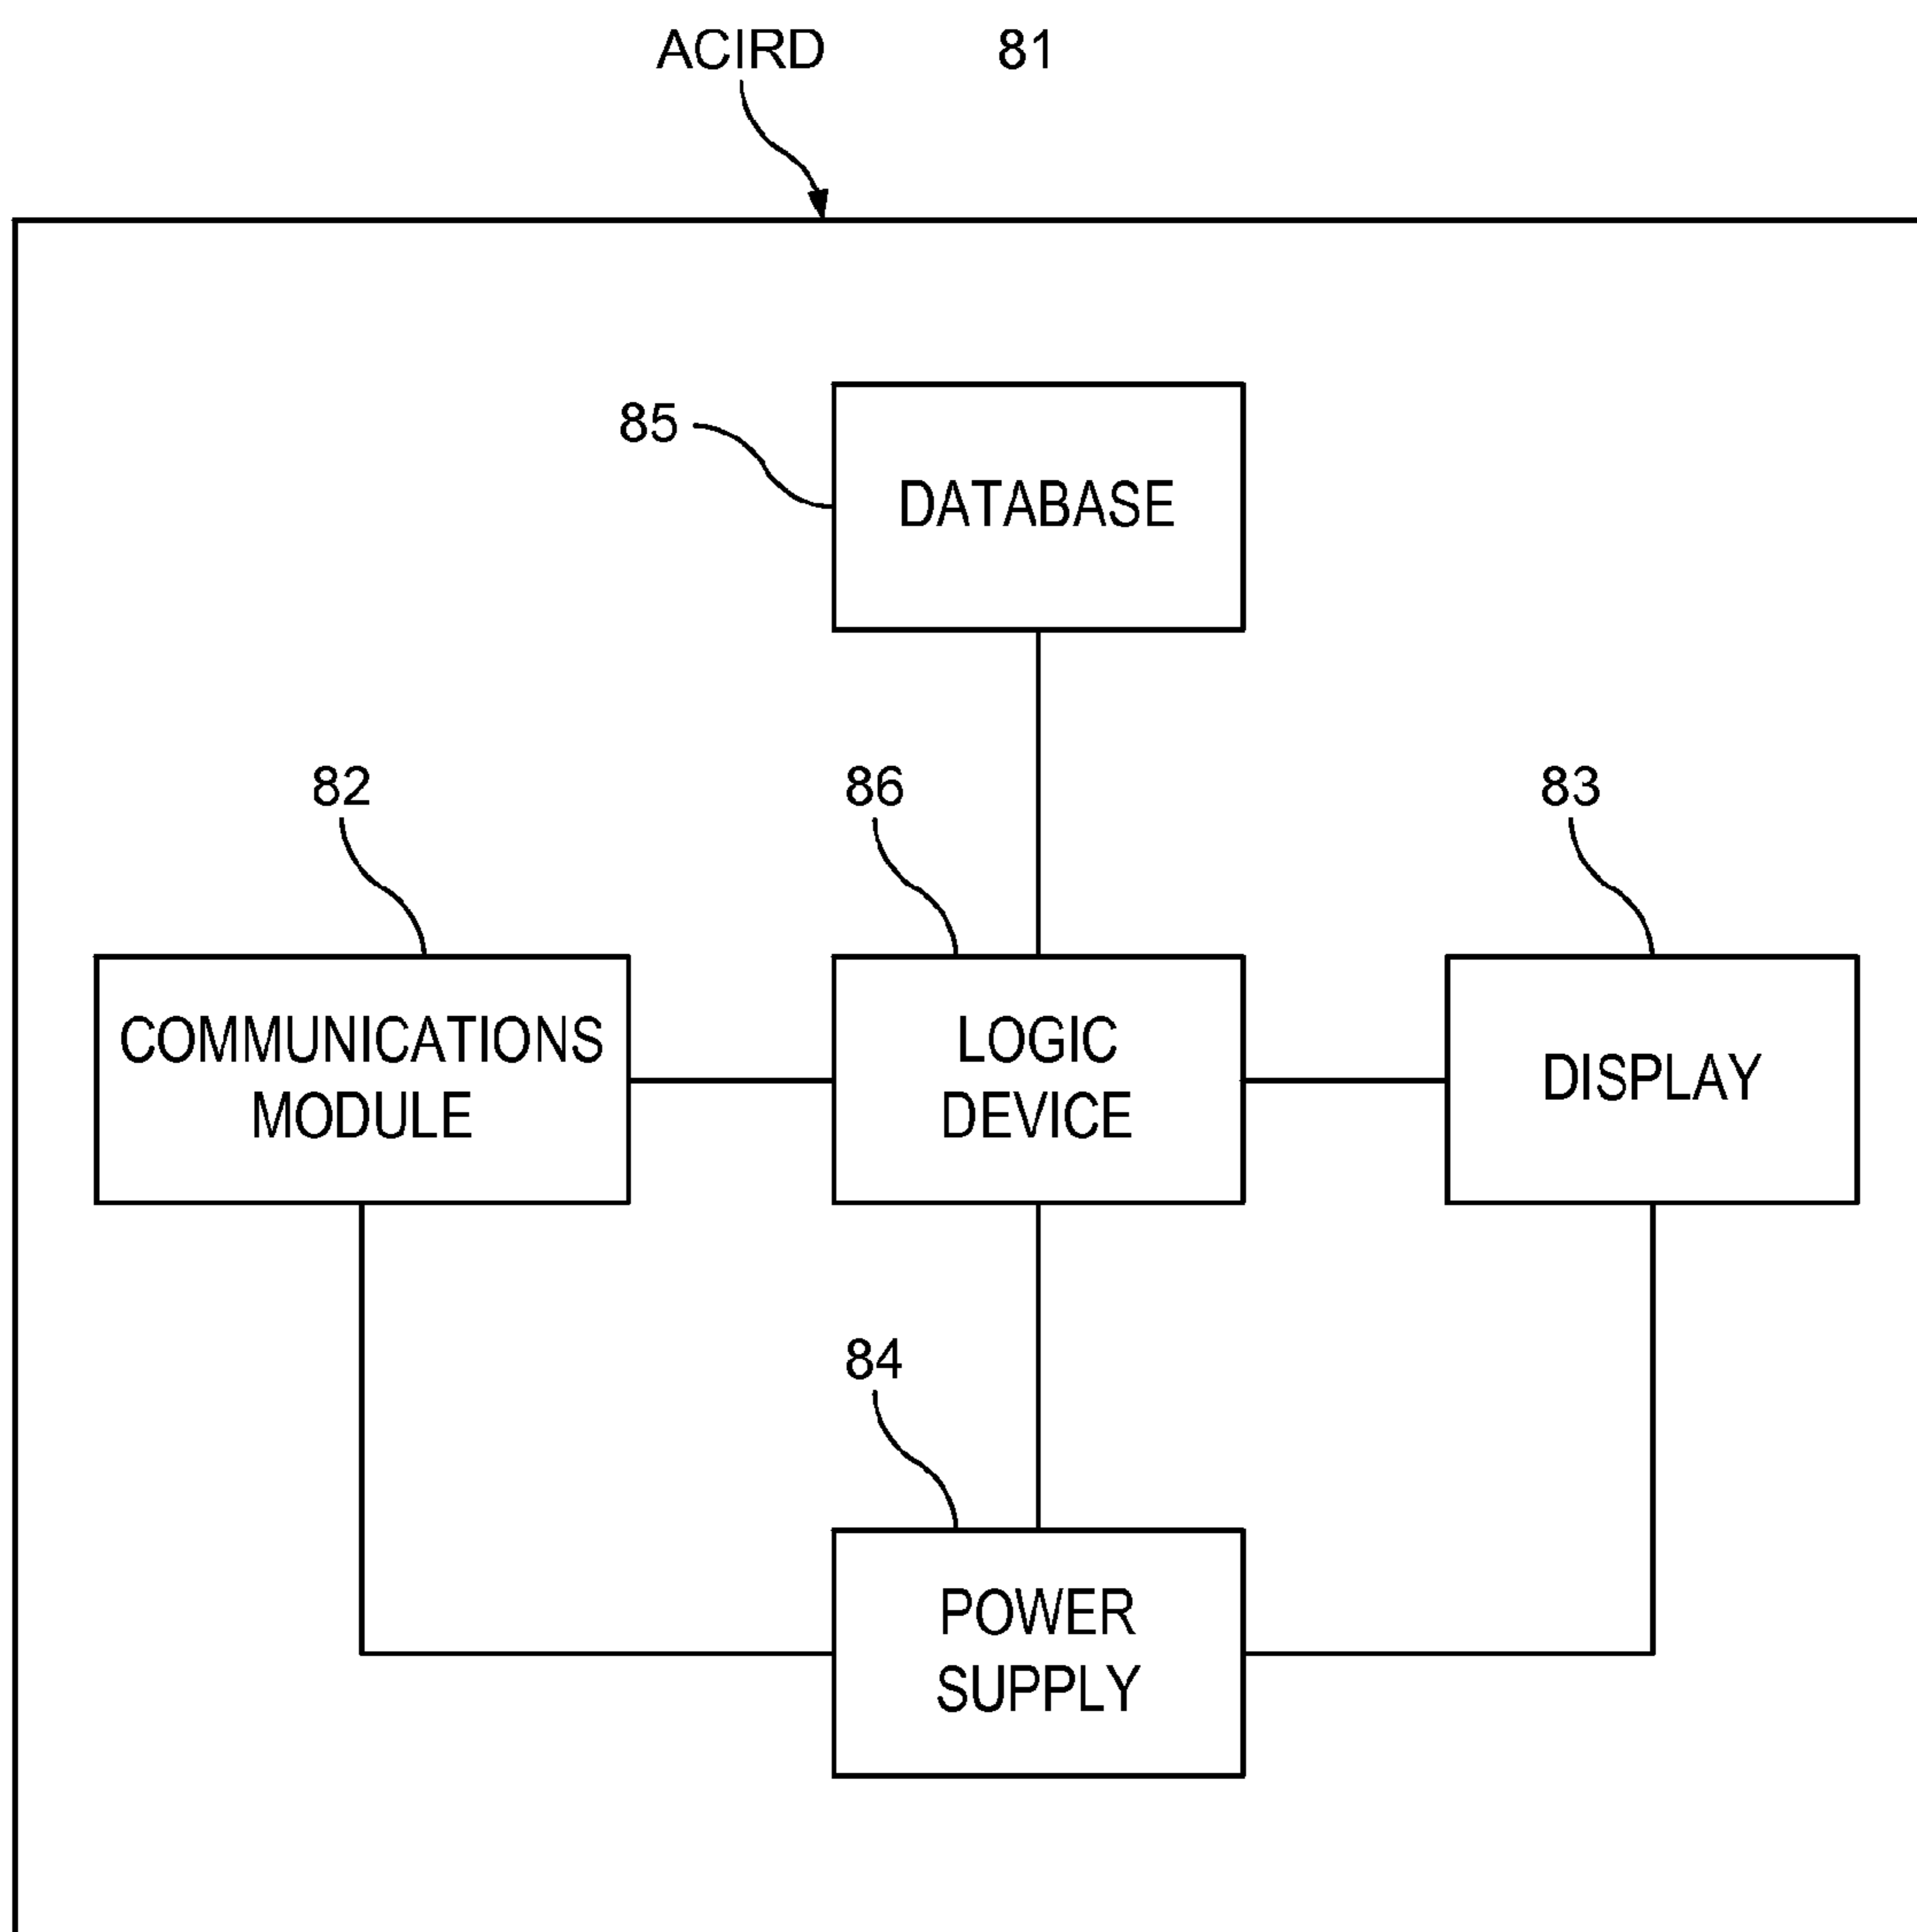 ACIRD 81
85
DATABASE
82 86 83
COMMUNICATIONS
MODULE
LOGIC
DEVICE
DISPLAY
84
POWER
SUPPLY